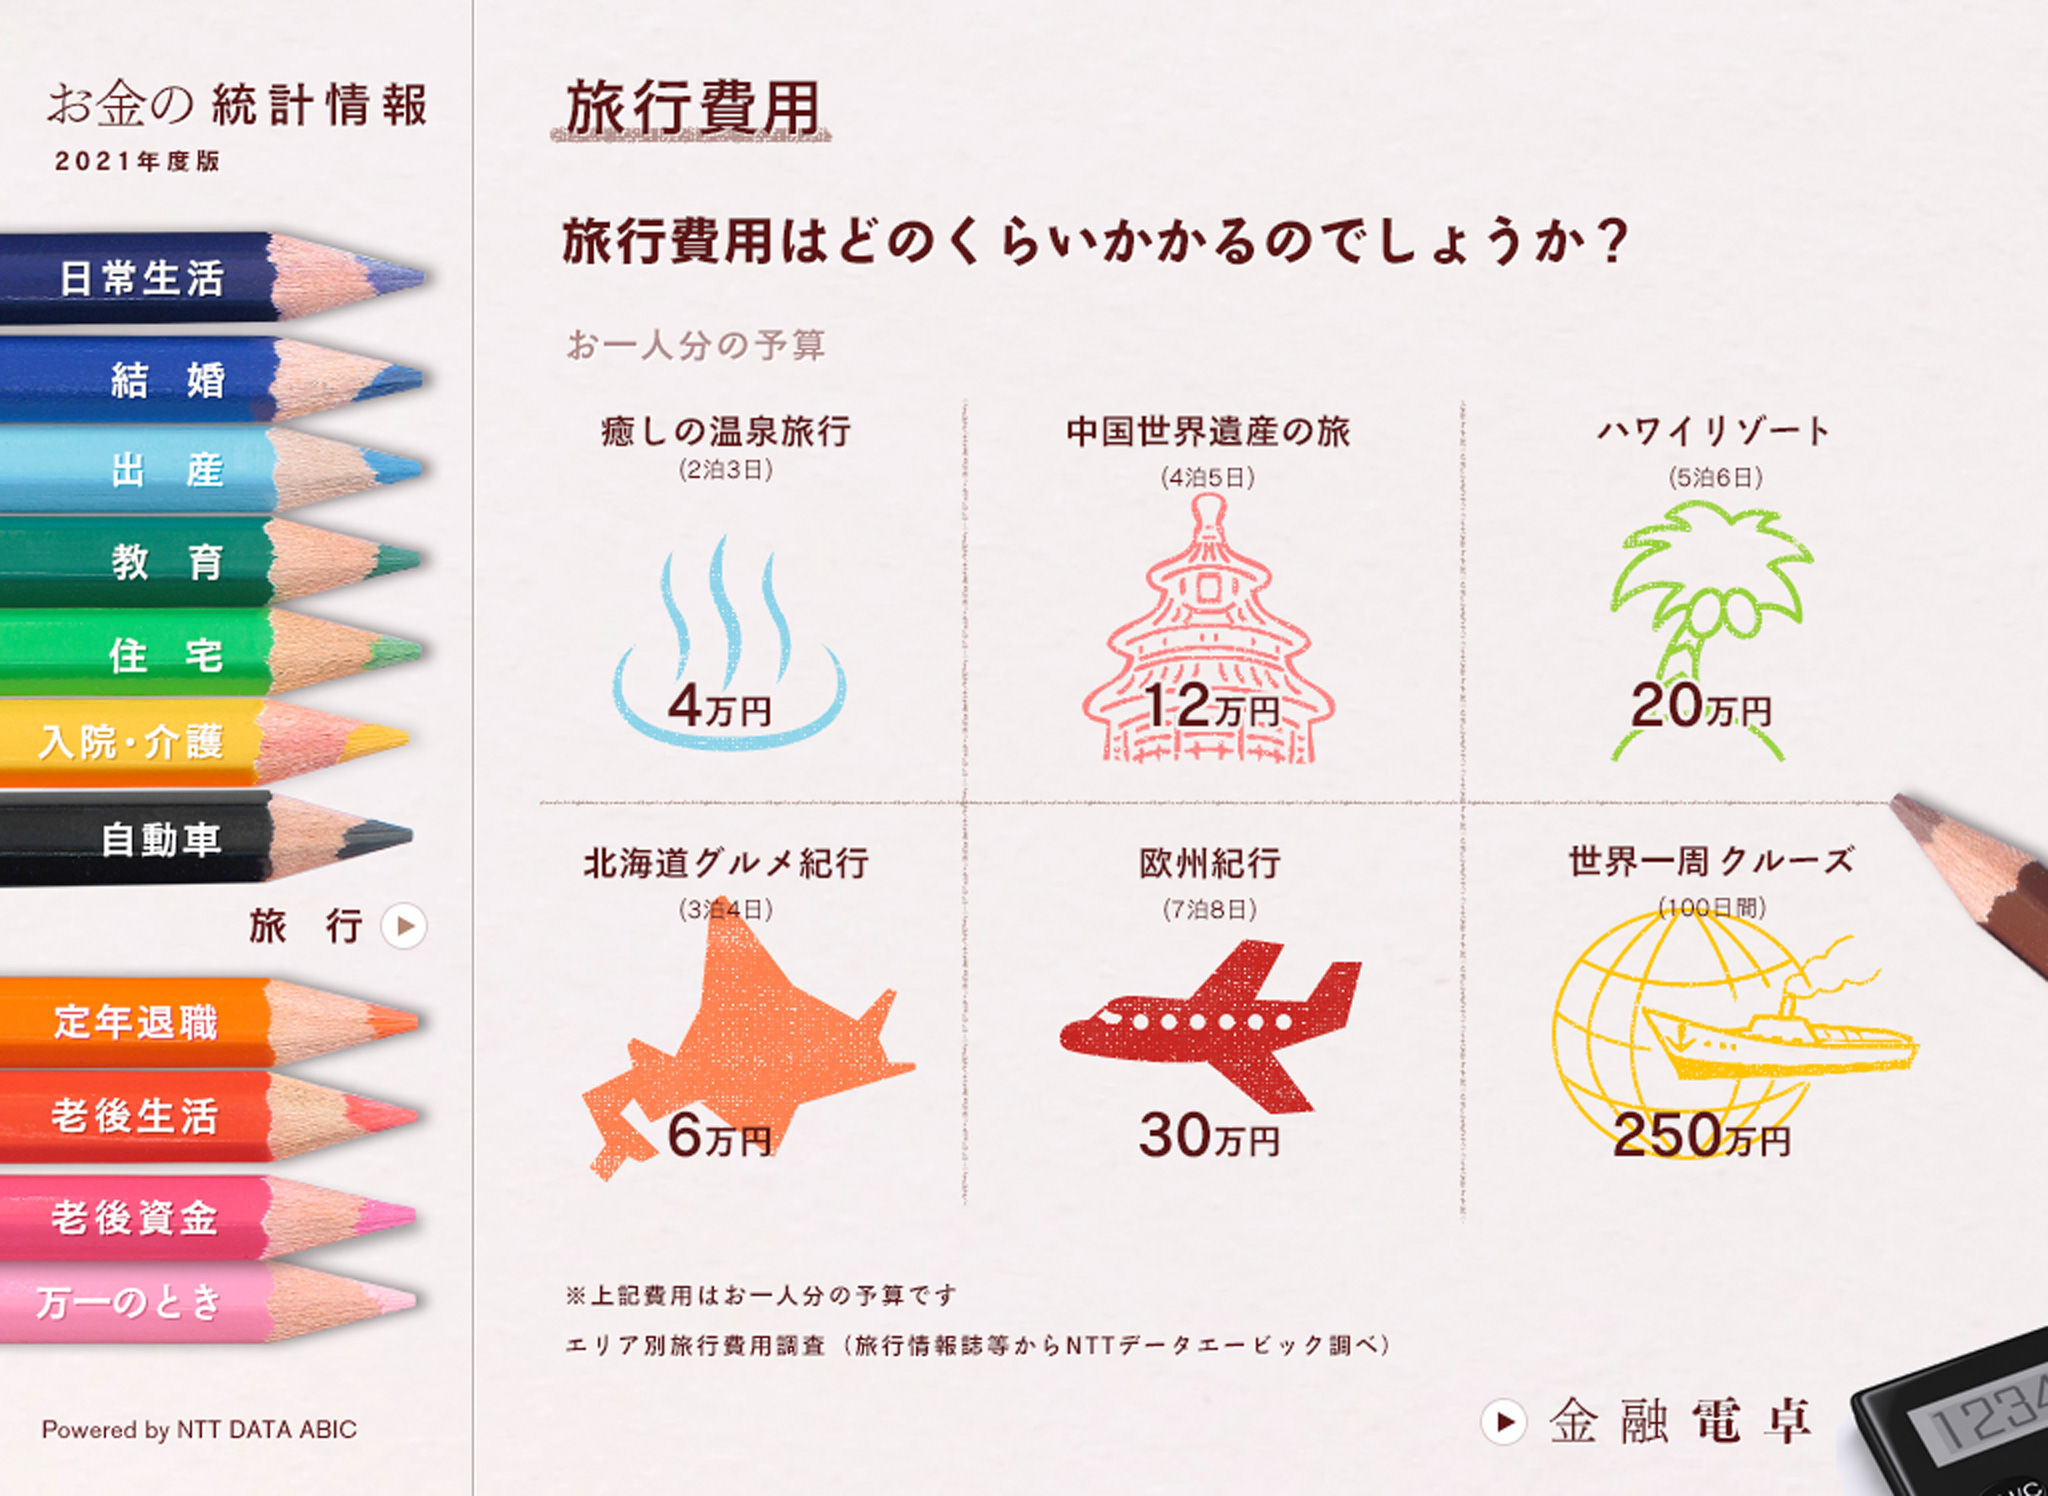 お金の 統計情報
2021年度版
日常生活
結 婚
出 産
教 育
住 宅
入院・介護
自動車
旅 行
定年退職
老後生活
老後資金
万一のとき
Powered by NTT DATA ABIC
旅行費用
旅行費用はどのくらいかかるのでしょうか？
お一人分の予算
癒しの温泉旅行
(2泊3日)
4万円
中国世界遺産の旅
(4泊5日)
12万円
ハワイリゾート
(5泊6日)
20万円
北海道グルメ紀行
(3泊4日)
6万円
欧州紀行
(7泊8日)
30万円
世界一周クルーズ
(100日間)
250万円
※上記費用はお一人分の予算です
エリア別旅行費用調査（旅行情報誌等からNTTデータエービック調べ）
金融電卓
1234